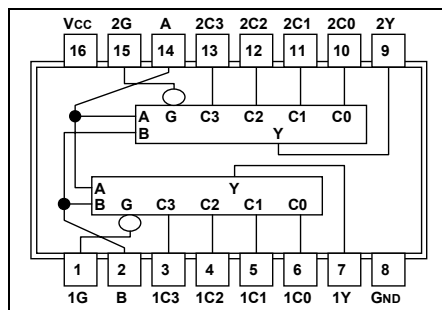 VCC 2G A 2C3 2C2 2C1 2C0 2Y
16 15 14 13 12 11 10 9
A G C3 C2 C1 C0
B Y
A Y
B G C3 C2 C1 C0
1 2 3 4 5 6 7 8
1G B 1C3 1C2 1C1 1C0 1Y GND